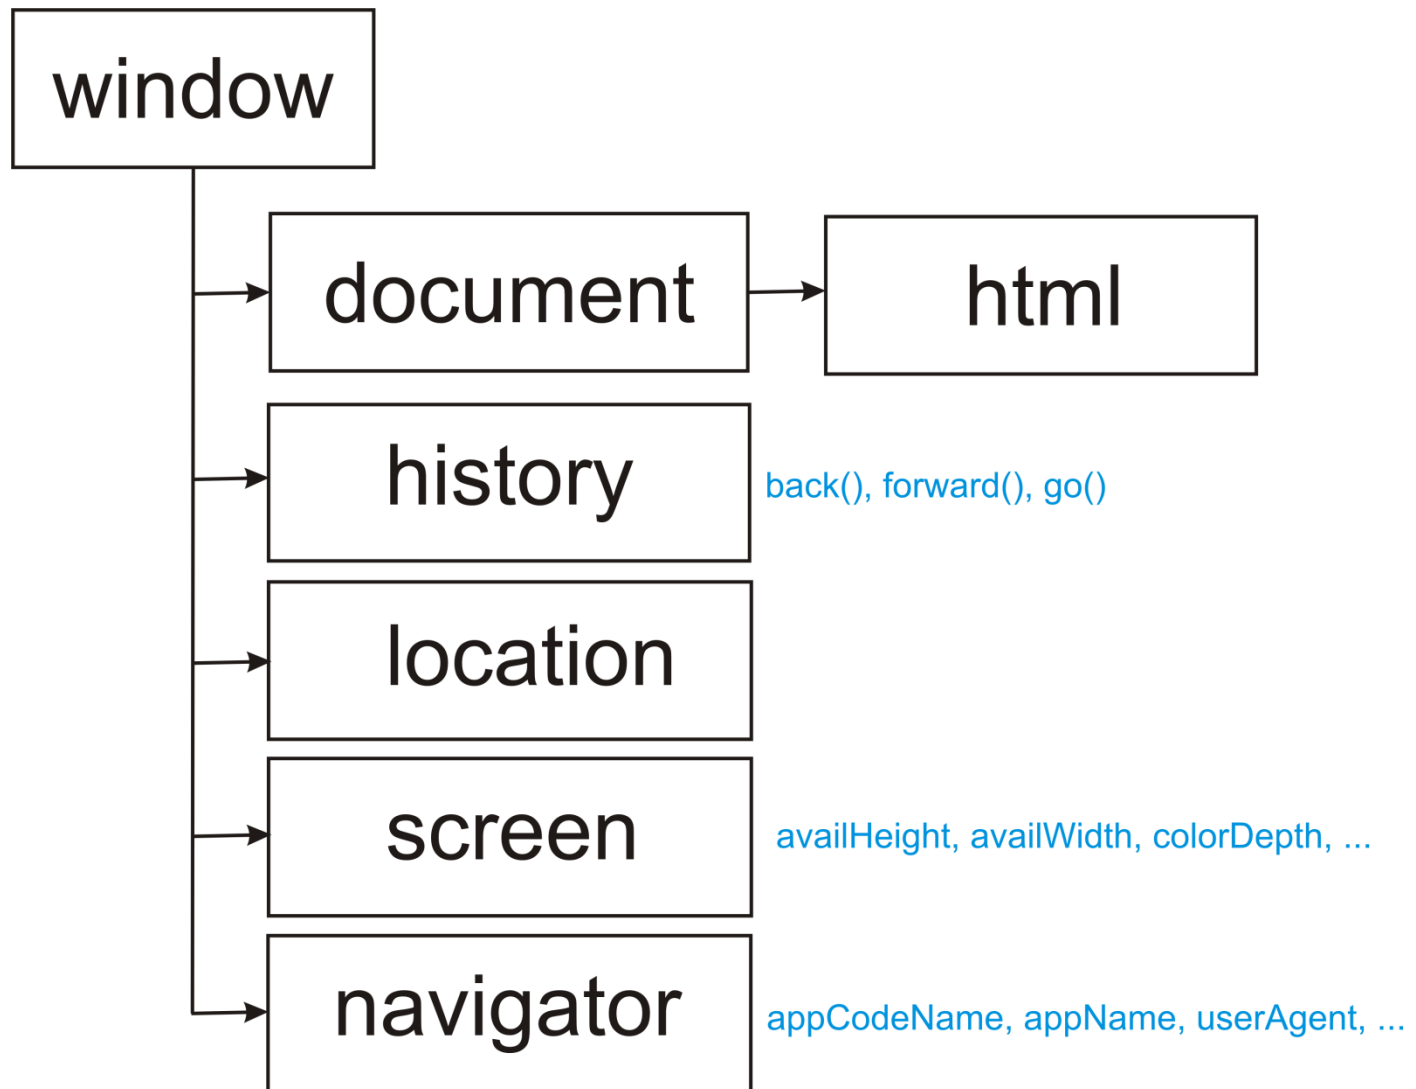 window
document
html
history
back(), forward(), go()
location
screen
availHeight, availWidth, colorDepth, ...
navigator
appCodeName, appName, userAgent, ...